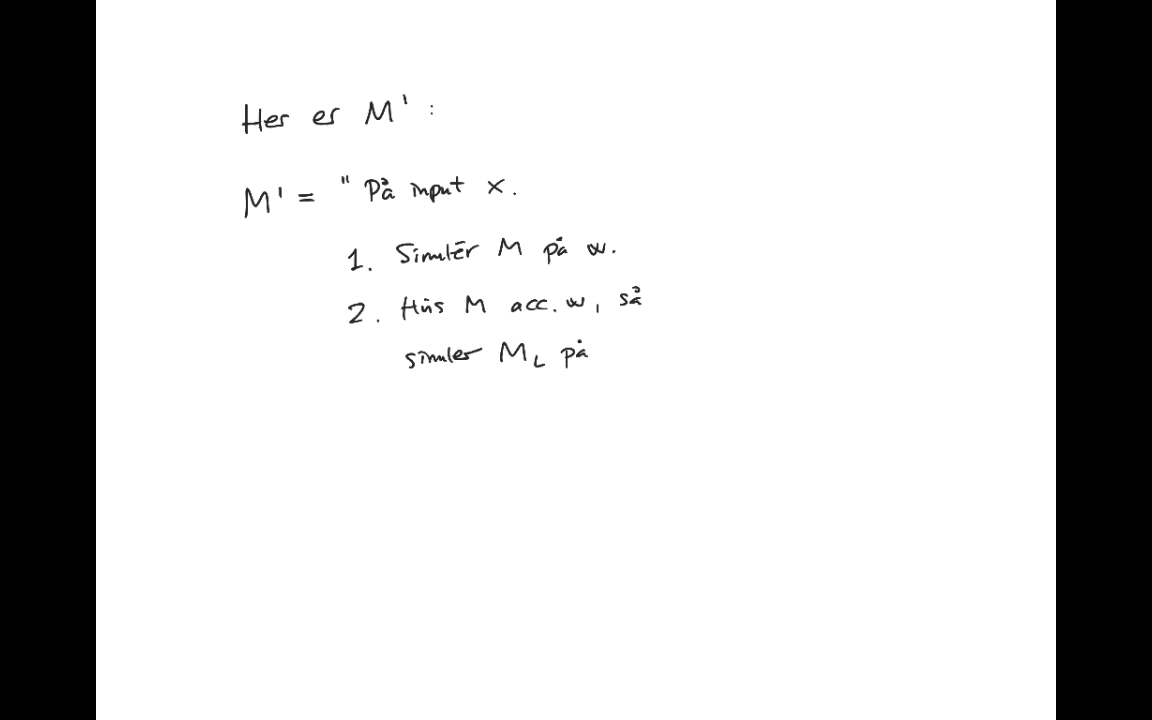 Her er M' :
M' = " På input x.
1. Simulér M på w.
2. Hvis M acc. w, så
simuler M_L på